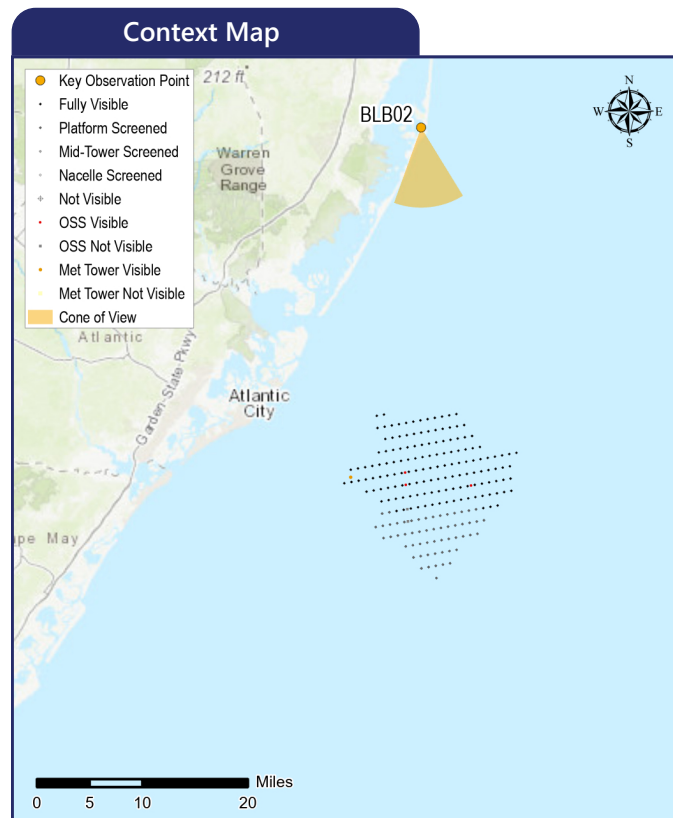 Context Map
Key Observation Point
Fully Visible
Platform Screened
Mid-Tower Screened
Nacelle Screened
Not Visible
OSS Visible
OSS Not Visible
Met Tower Visible
Met Tower Not Visible
Cone of View
212 ft
BLB02
N
W
E
S
Warren
Grove
Range
Atlantic
Garden-State-Pkwy
Atlantic
City
ape May
Miles
0
5
10
20